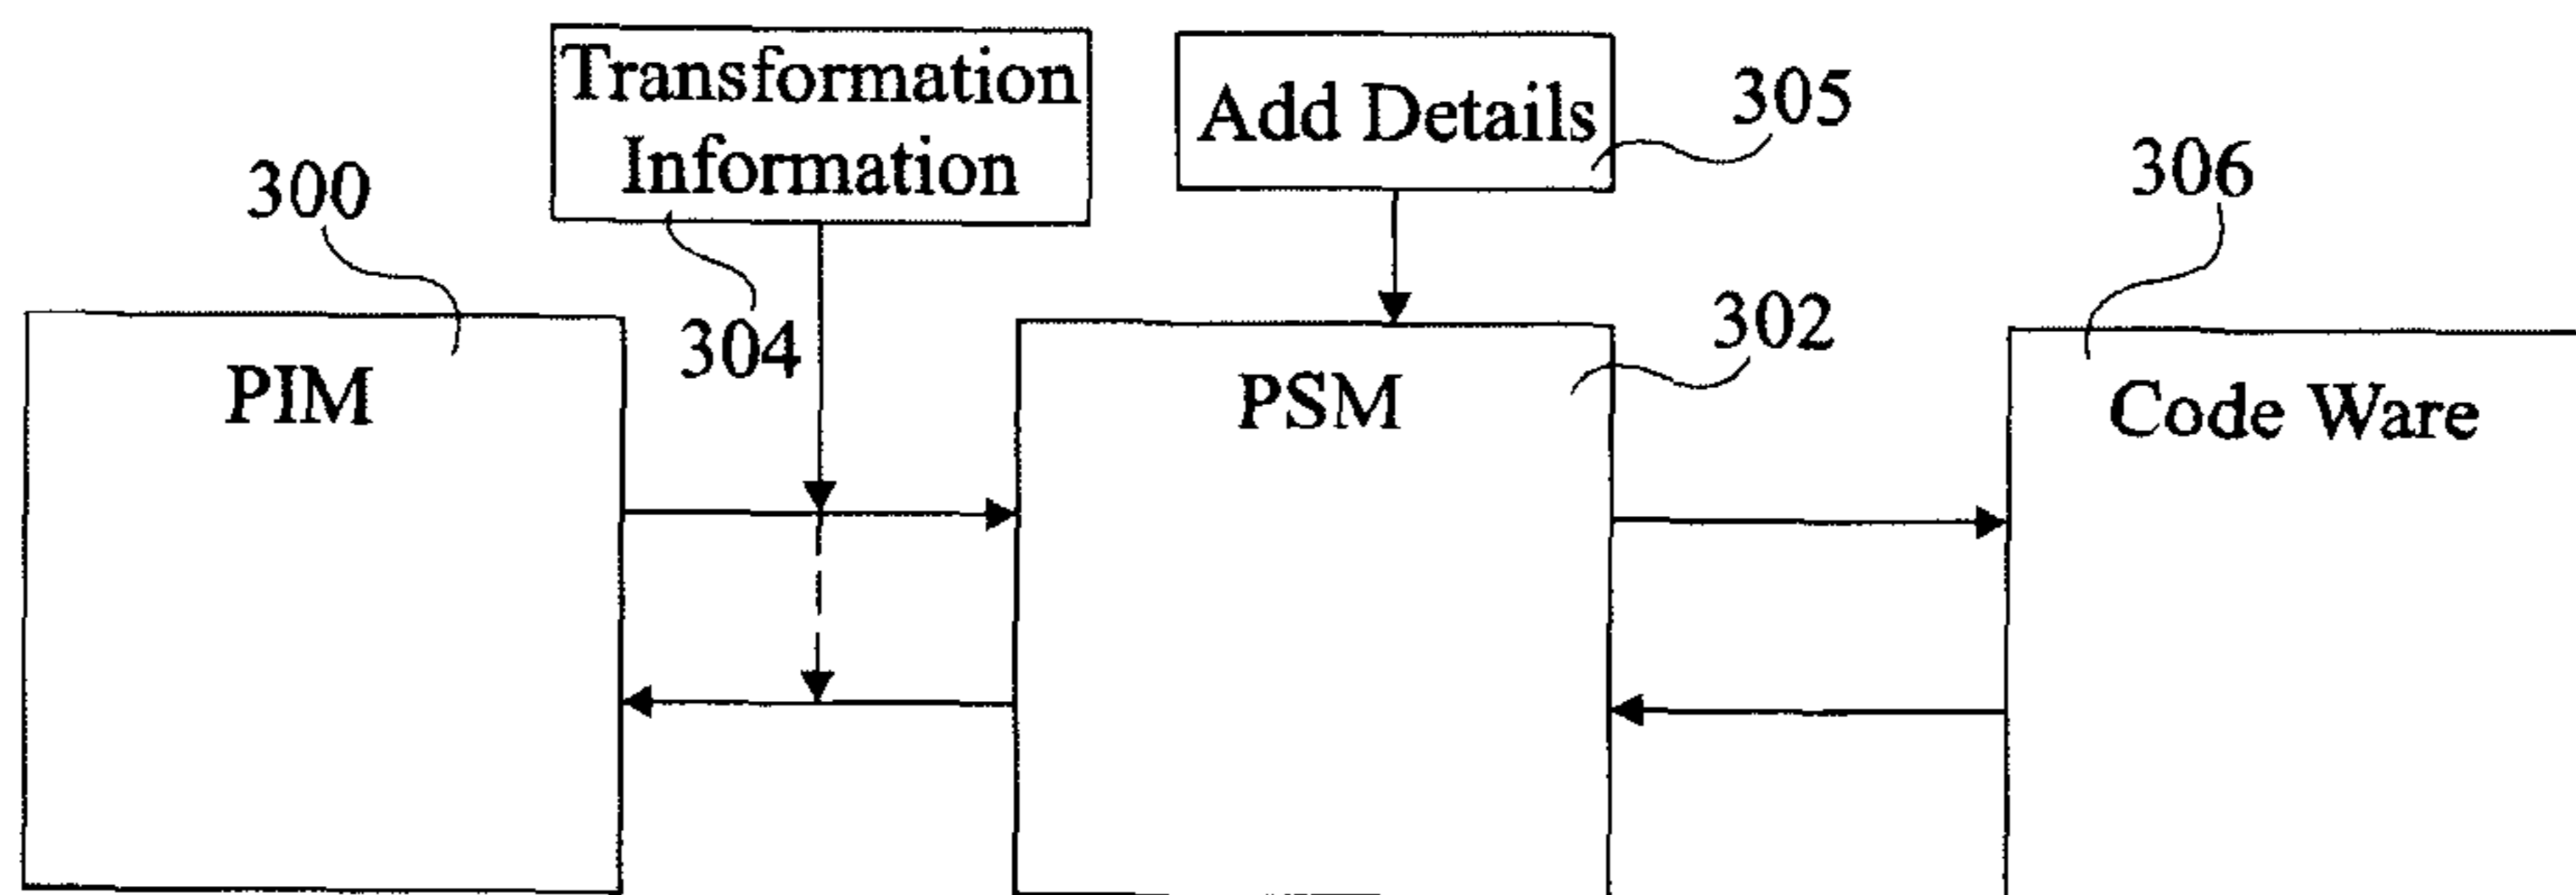 Transformation
Information
Add Details
305
306
300
304
302
PIM
PSM
Code Ware